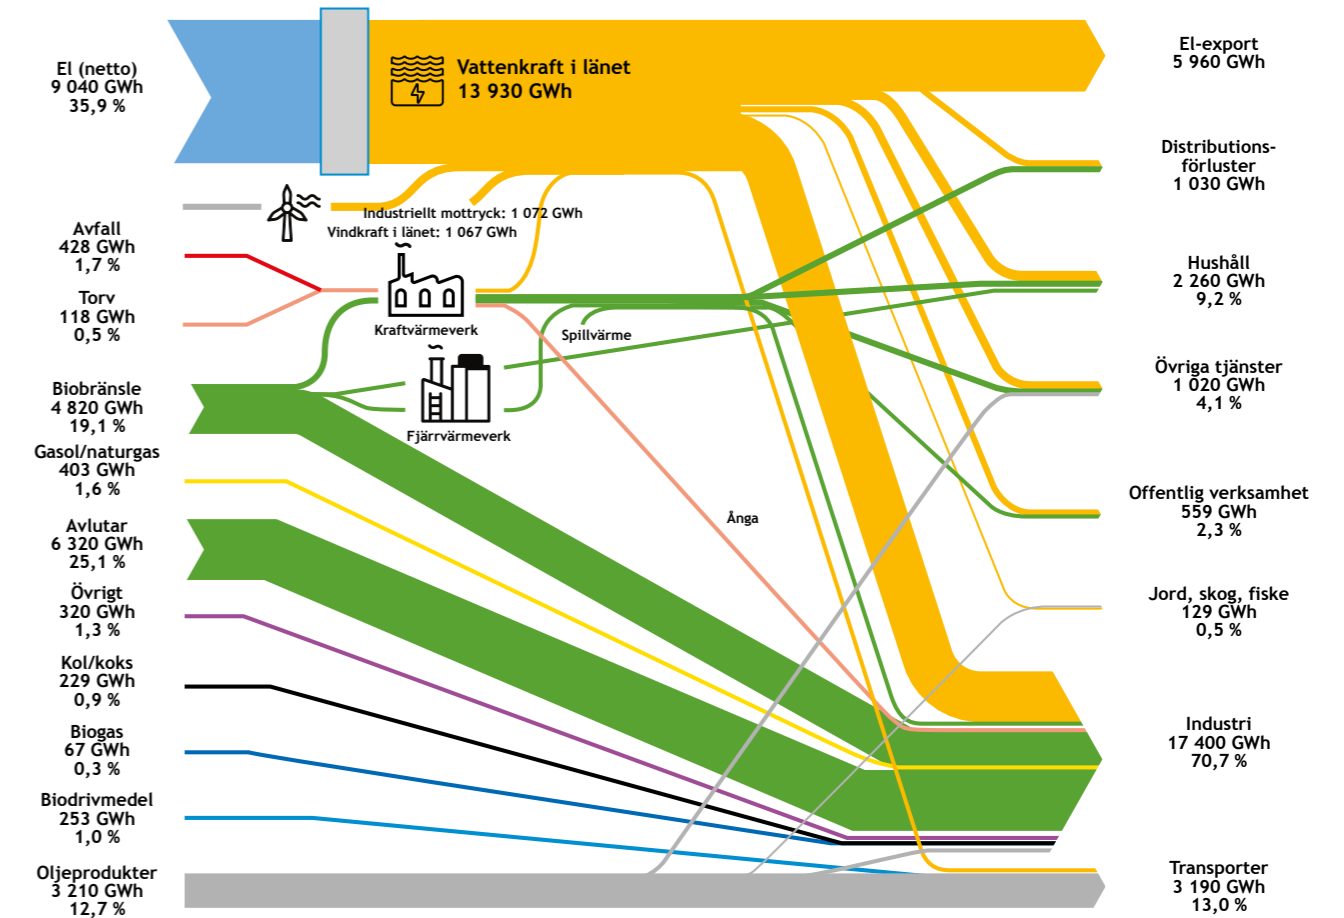 El (netto)
9 040 GWh
35,9 %
Avfall
428 GWh
1,7 %
Torv
118 GWh
0,5 %
Biobränsle
4 820 GWh
19,1 %
Gasol/naturgas
403 GWh
1,6 %
Avlutar
6 320 GWh
25,1 %
Övrigt
320 GWh
1,3 %
Kol/koks
229 GWh
0,9 %
Biogas
67 GWh
0,3 %
Biodrivmedel
253 GWh
1,0 %
Oljeprodukter
3 210 GWh
12,7 %
Vattenkraft i länet
13 930 GWh
Industriellt mottryck: 1 072 GWh
Vindkraft i länet: 1 067 GWh
Kraftvärmeverk
Spillvärme
Fjärrvärmeverk
Ånga
El-export
5 960 GWh
Distributions-
förluster
1 030 GWh
Hushåll
2 260 GWh
9,2 %
Övriga tjänster
1 020 GWh
4,1 %
Offentlig verksamhet
559 GWh
2,3 %
Jord, skog, fiske
129 GWh
0,5 %
Industri
17 400 GWh
70,7 %
Transporter
3 190 GWh
13,0 %